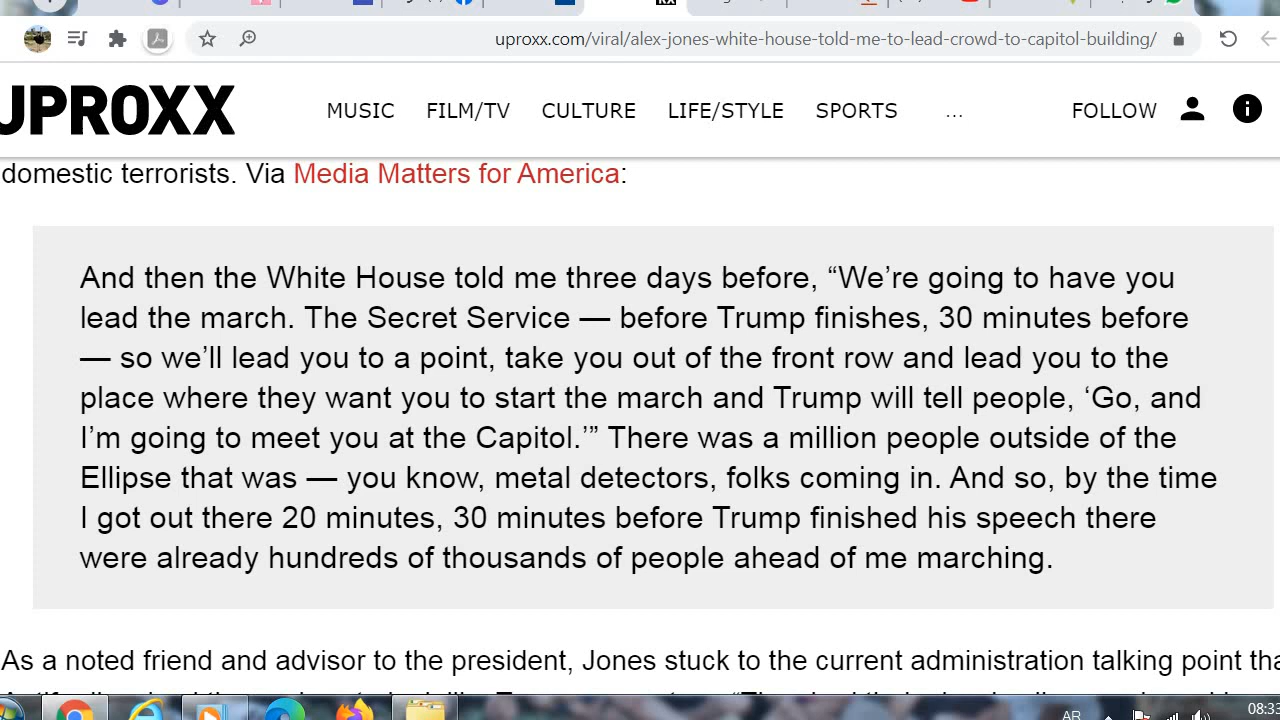 uproxx.com/viral/alex-jones-white-house-told-me-to-lead-crowd-to-capitol-building/
UPROXX
MUSIC FILM/TV CULTURE LIFE/STYLE SPORTS ... FOLLOW
domestic terrorists. Via Media Matters for America:
And then the White House told me three days before, “We’re going to have you
lead the march. The Secret Service — before Trump finishes, 30 minutes before
— so we’ll lead you to a point, take you out of the front row and lead you to the
place where they want you to start the march and Trump will tell people, ‘Go, and
I’m going to meet you at the Capitol.’” There was a million people outside of the
Ellipse that was — you know, metal detectors, folks coming in. And so, by the time
I got out there 20 minutes, 30 minutes before Trump finished his speech there
were already hundreds of thousands of people ahead of me marching.
As a noted friend and advisor to the president, Jones stuck to the current administration talking point
AR 08:33